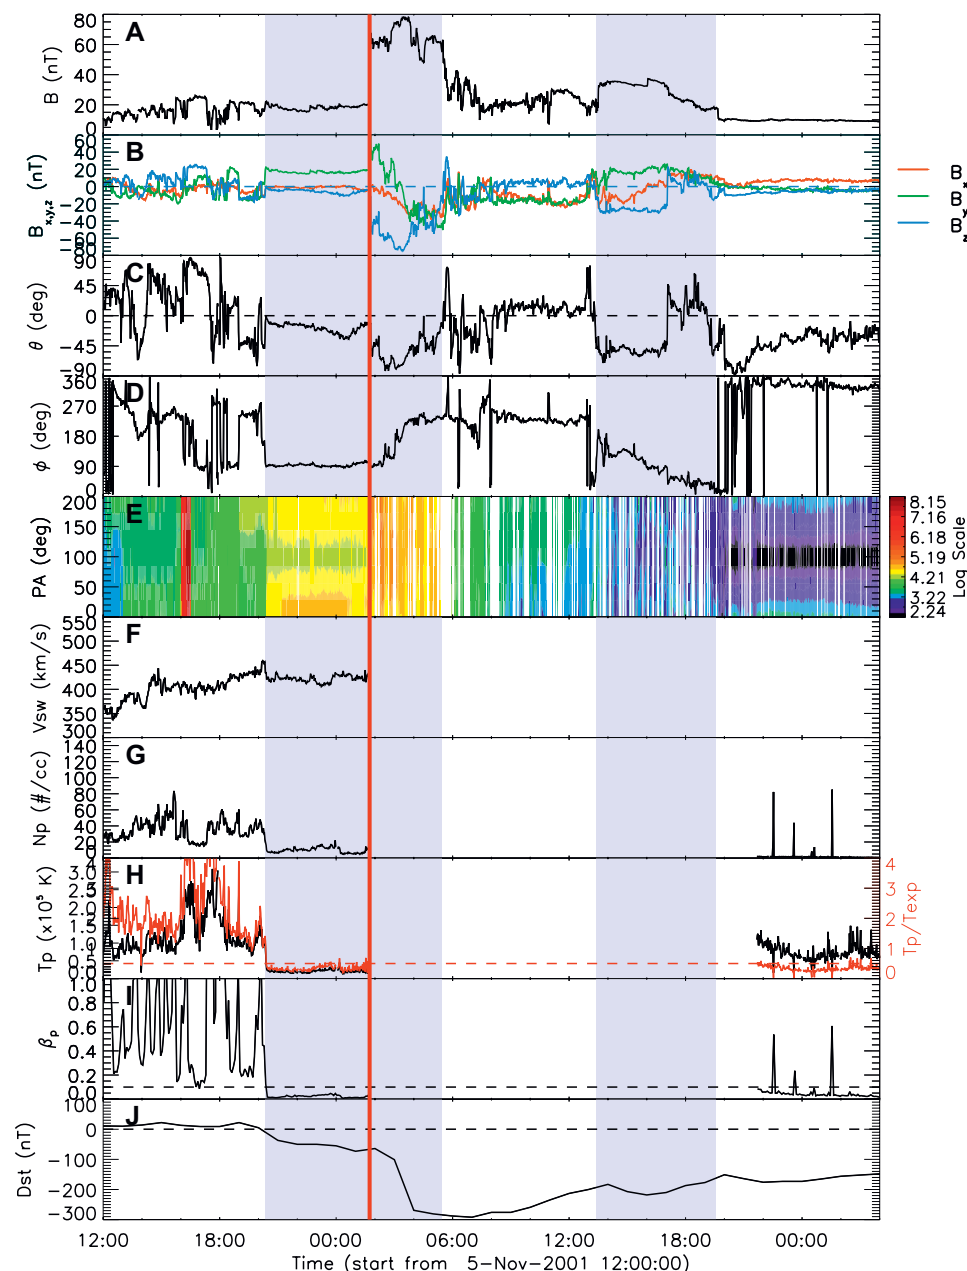 A
B (nT)
80
60
40
20
0
B
Bx,y,z (nT)
60
40
20
0
−20
−40
−60
−80
Bx
By
Bz
C
θ (deg)
90
45
0
−45
−90
D
φ (deg)
360
270
180
90
0
E
PA (deg)
200
150
100
50
0
8.15
7.16
6.18
5.19
4.21
3.22
2.24
Log Scale
F
Vsw (km/s)
550
500
450
400
350
300
G
Np (#/cc)
140
120
100
80
60
40
20
0
H
Tp (x10⁵ K)
3.0
2.5
2.0
1.5
1.0
0.5
0.0
4
3
2
1
0
Tp/Texp
I
βp
1.0
0.8
0.6
0.4
0.2
0.0
J
Dst (nT)
100
0
−100
−200
−300
12:00 18:00 00:00 06:00 12:00 18:00 00:00
Time (start from 5−Nov−2001 12:00:00)